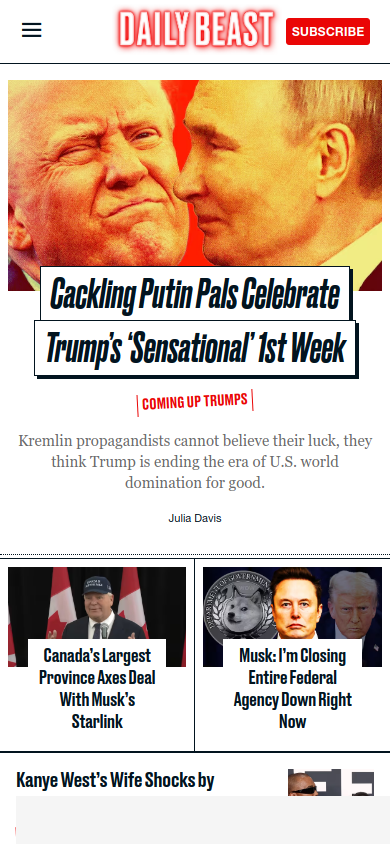 DAILY BEAST
SUBSCRIBE
Cackling Putin Pals Celebrate
Trump’s ‘Sensational’ 1st Week
COMING UP TRUMPS
Kremlin propagandists cannot believe their luck, they
think Trump is ending the era of U.S. world
domination for good.
Julia Davis
Canada’s Largest
Province Axes Deal
With Musk’s
Starlink
Musk: I’m Closing
Entire Federal
Agency Down Right
Now
Kanye West’s Wife Shocks by